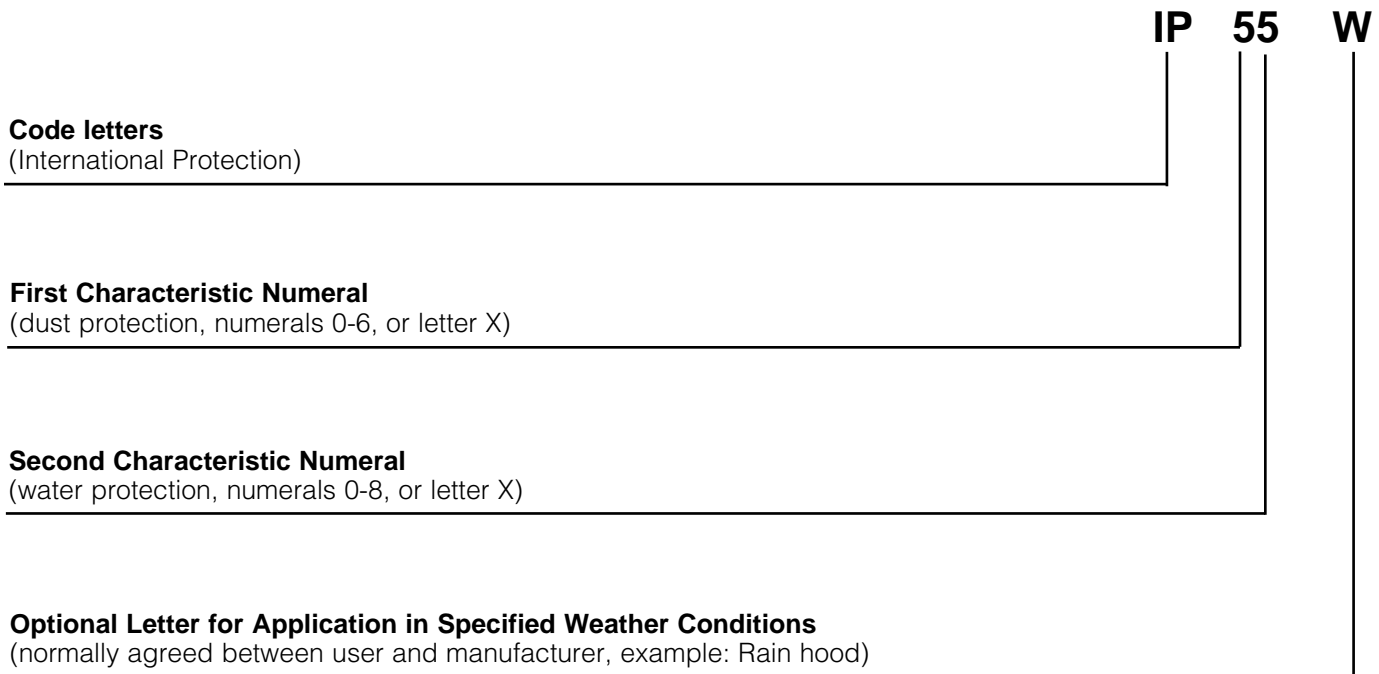 IP 55 W
Code letters
(International Protection)
First Characteristic Numeral
(dust protection, numerals 0-6, or letter X)
Second Characteristic Numeral
(water protection, numerals 0-8, or letter X)
Optional Letter for Application in Specified Weather Conditions
(normally agreed between user and manufacturer, example: Rain hood)